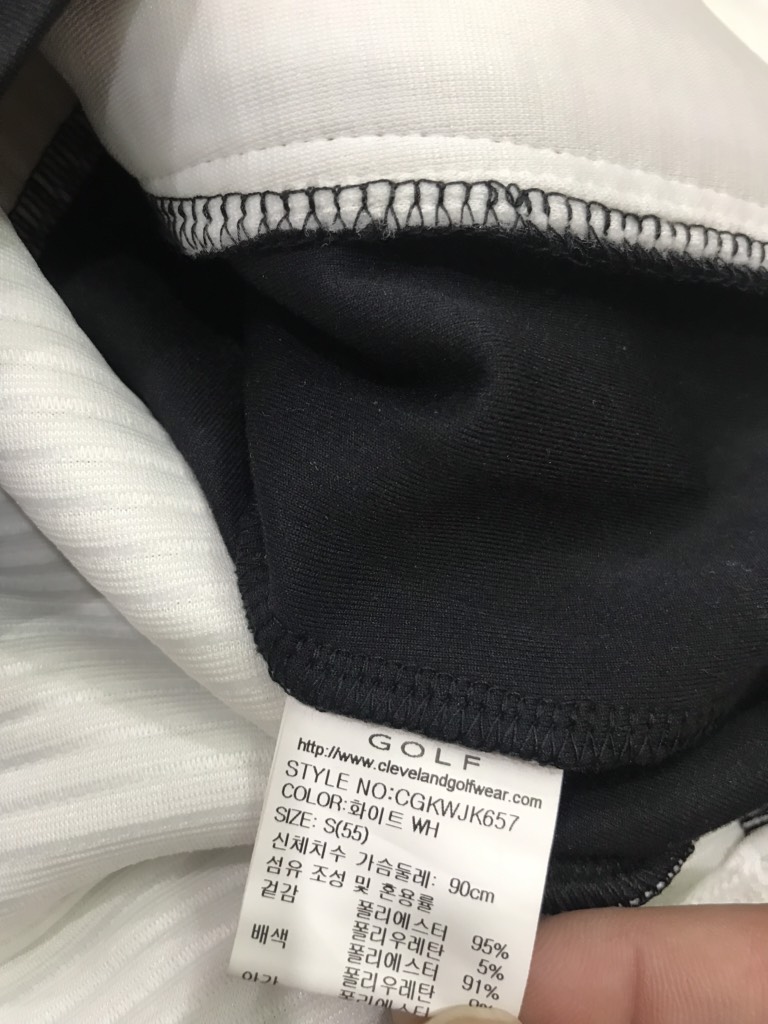 GOLF
http://www.clevelandgolfwear.com
STYLE NO:CGKWJK657
COLOR:화이트 WH
SIZE: S(55)
신체치수 가슴둘레: 90cm
섬유 조성 및 혼용률
겉감 폴리에스터 95%
폴리우레탄 5%
배색 폴리에스터 91%
폴리우레탄